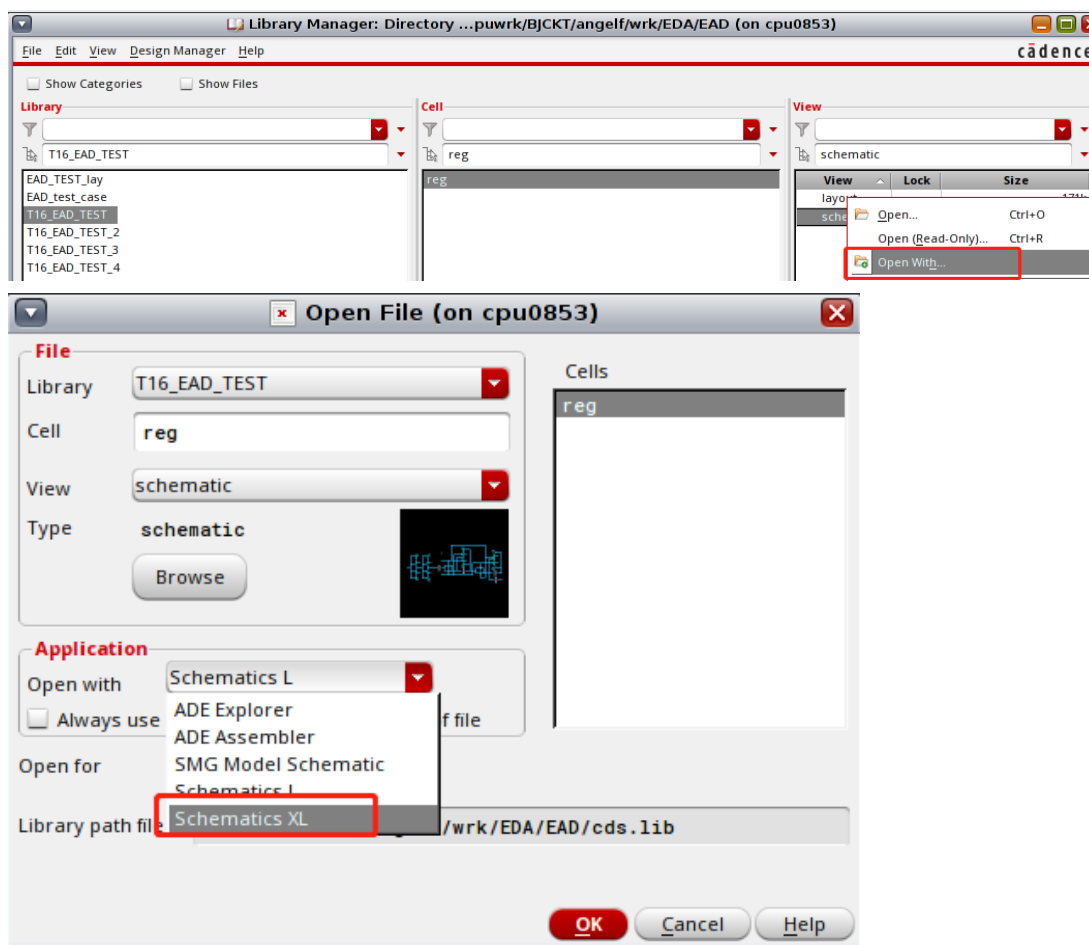 Library Manager: Directory ...puwrk/BJCKT/angelf/wrk/EDA/EAD (on cpu0853)
File Edit View Design Manager Help
cādence
Show Categories Show Files
Library Cell View
T16_EAD_TEST reg schematic
EAD_TEST_lay reg View Lock Size
EAD_test_case
T16_EAD_TEST Open... Ctrl+O
T16_EAD_TEST_2
T16_EAD_TEST_3 Open (Read-Only)... Ctrl+R
T16_EAD_TEST_4 Open With...
Open File (on cpu0853)
File
Library T16_EAD_TEST
Cell reg
View schematic
Type schematic
Browse
Cells
reg
Application
Open with Schematics L
ADE Explorer
Always use f file
ADE Assembler
Open for SMG Model Schematic
Schematics L
Schematics XL
Library path file /wrk/EDA/EAD/cds.lib
OK Cancel Help